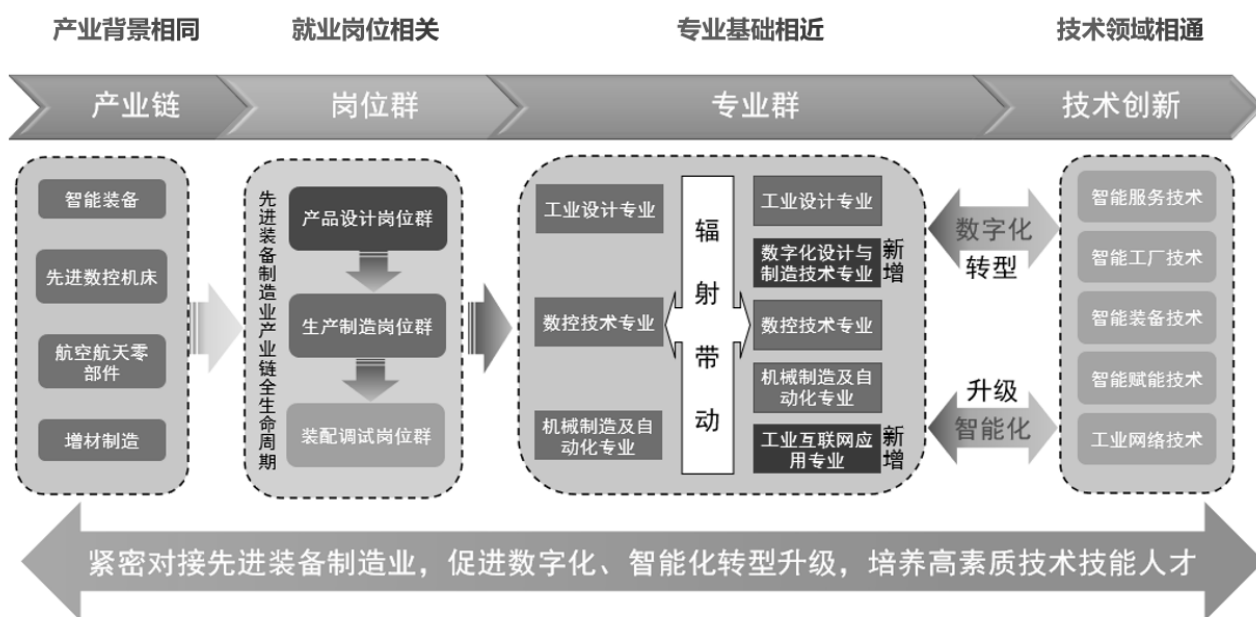 产业背景相同
就业岗位相关
专业基础相近
技术领域相通
产业链
岗位群
专业群
技术创新
智能装备
先进数控机床
航空航天零
部件
增材制造
先进装备制造业产业链全生命周期
产品设计岗位群
生产制造岗位群
装配调试岗位群
工业设计专业
数控技术专业
机械制造及自
动化专业
辐射带动
工业设计专业
数字化设计与
制造技术专业
新增
数控技术专业
机械制造及自
动化专业
工业互联网应
用专业
新增
数字化
转型
升级
智能化
智能服务技术
智能工厂技术
智能装备技术
智能赋能技术
工业网络技术
紧密对接先进装备制造业，促进数字化、智能化转型升级，培养高素质技术技能人才